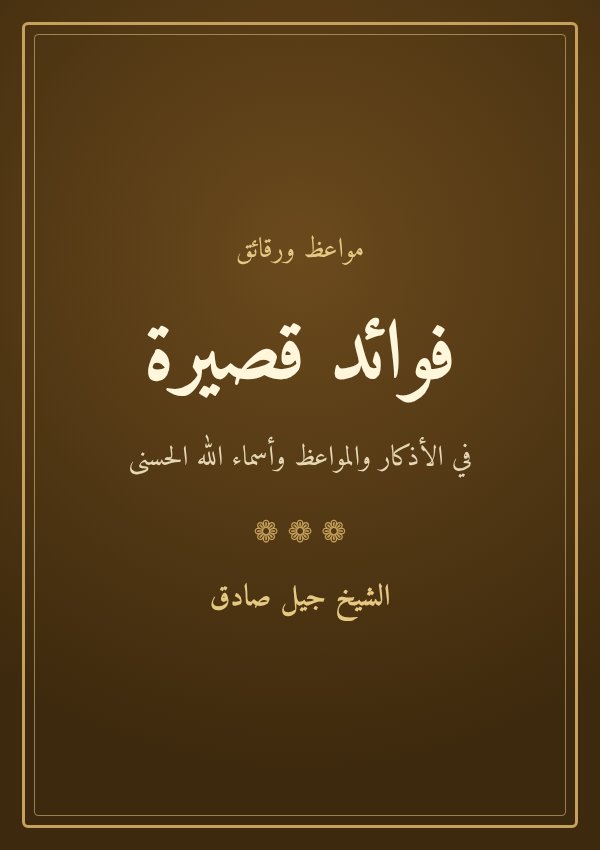 مواعظ ورقائق
فوائد قصيرة
في الأذكار والمواعظ وأسماء الله الحسنى
الشيخ جيل صادق